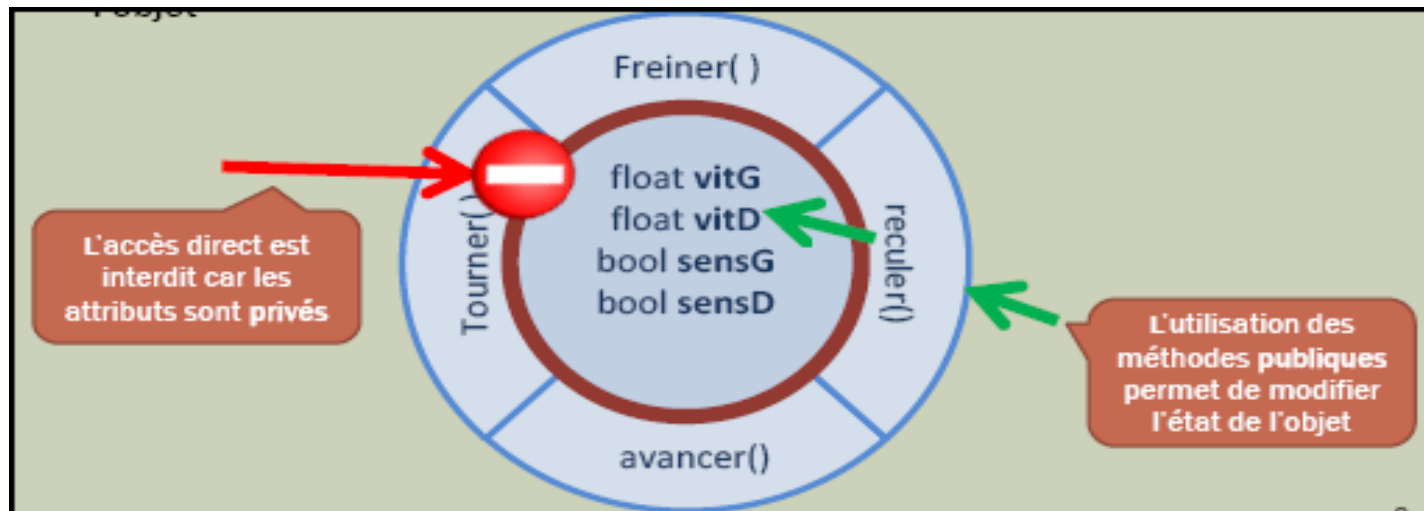 l'objet
Freiner( )
float vitG
float vitD
bool sensG
bool sensD
Tourner( )
reculer()
avancer()
L'accès direct est
interdit car les
attributs sont privés
L'utilisation des
méthodes publiques
permet de modifier
l'état de l'objet